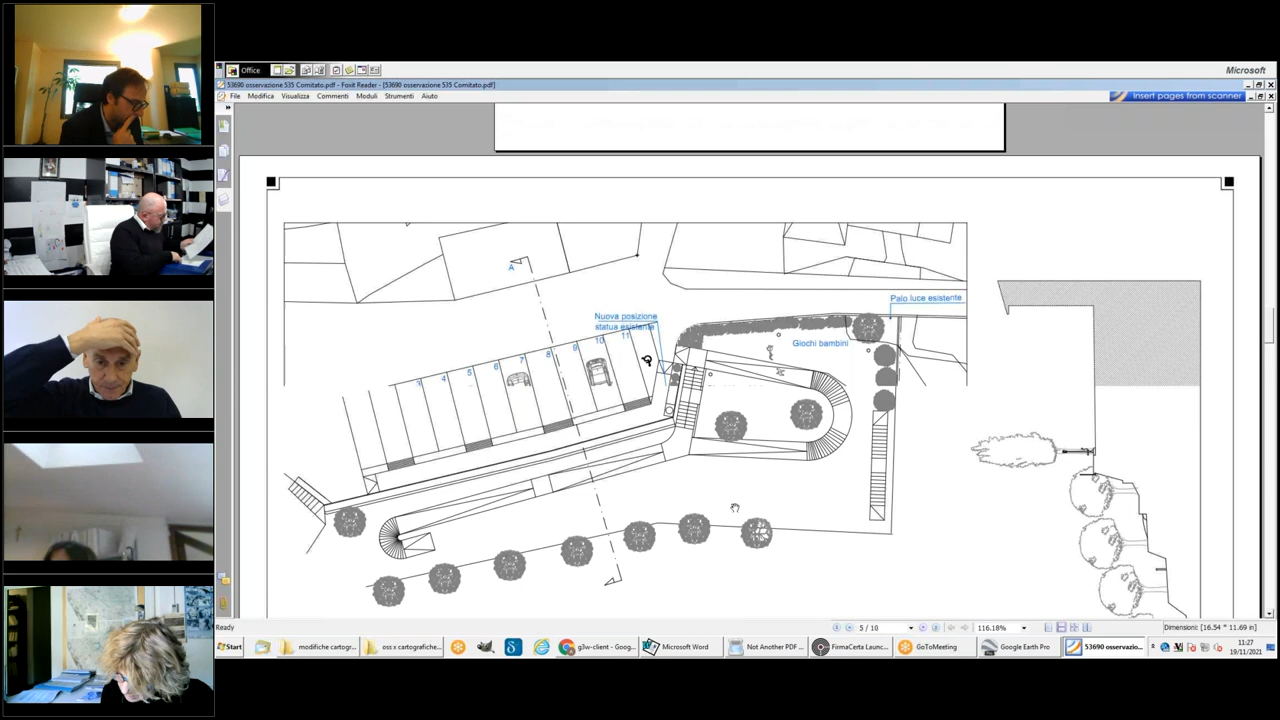 Office
Microsoft
53690 osservazione 535 Comitato.pdf - Foxit Reader - [53690 osservazione 535 Comitato.pdf]
File Modifica Visualizza Commenti Moduli Strumenti Aiuto
Insert pages from scanner
A
Nuova posizione
statua esistente
Palo luce esistente
Giochi bambini
3 4 5 6 7 8 9 10 11
Ready
5 / 10
116.18%
Dimensioni: [16.54 * 11.69 in]
Start
modifiche cartogr...
oss x cartografiche...
g3w-client - Goog...
Microsoft Word
Not Another PDF ...
FirmaCerta Launc...
GoToMeeting
Google Earth Pro
53690 osservazio...
11:27
19/11/2021